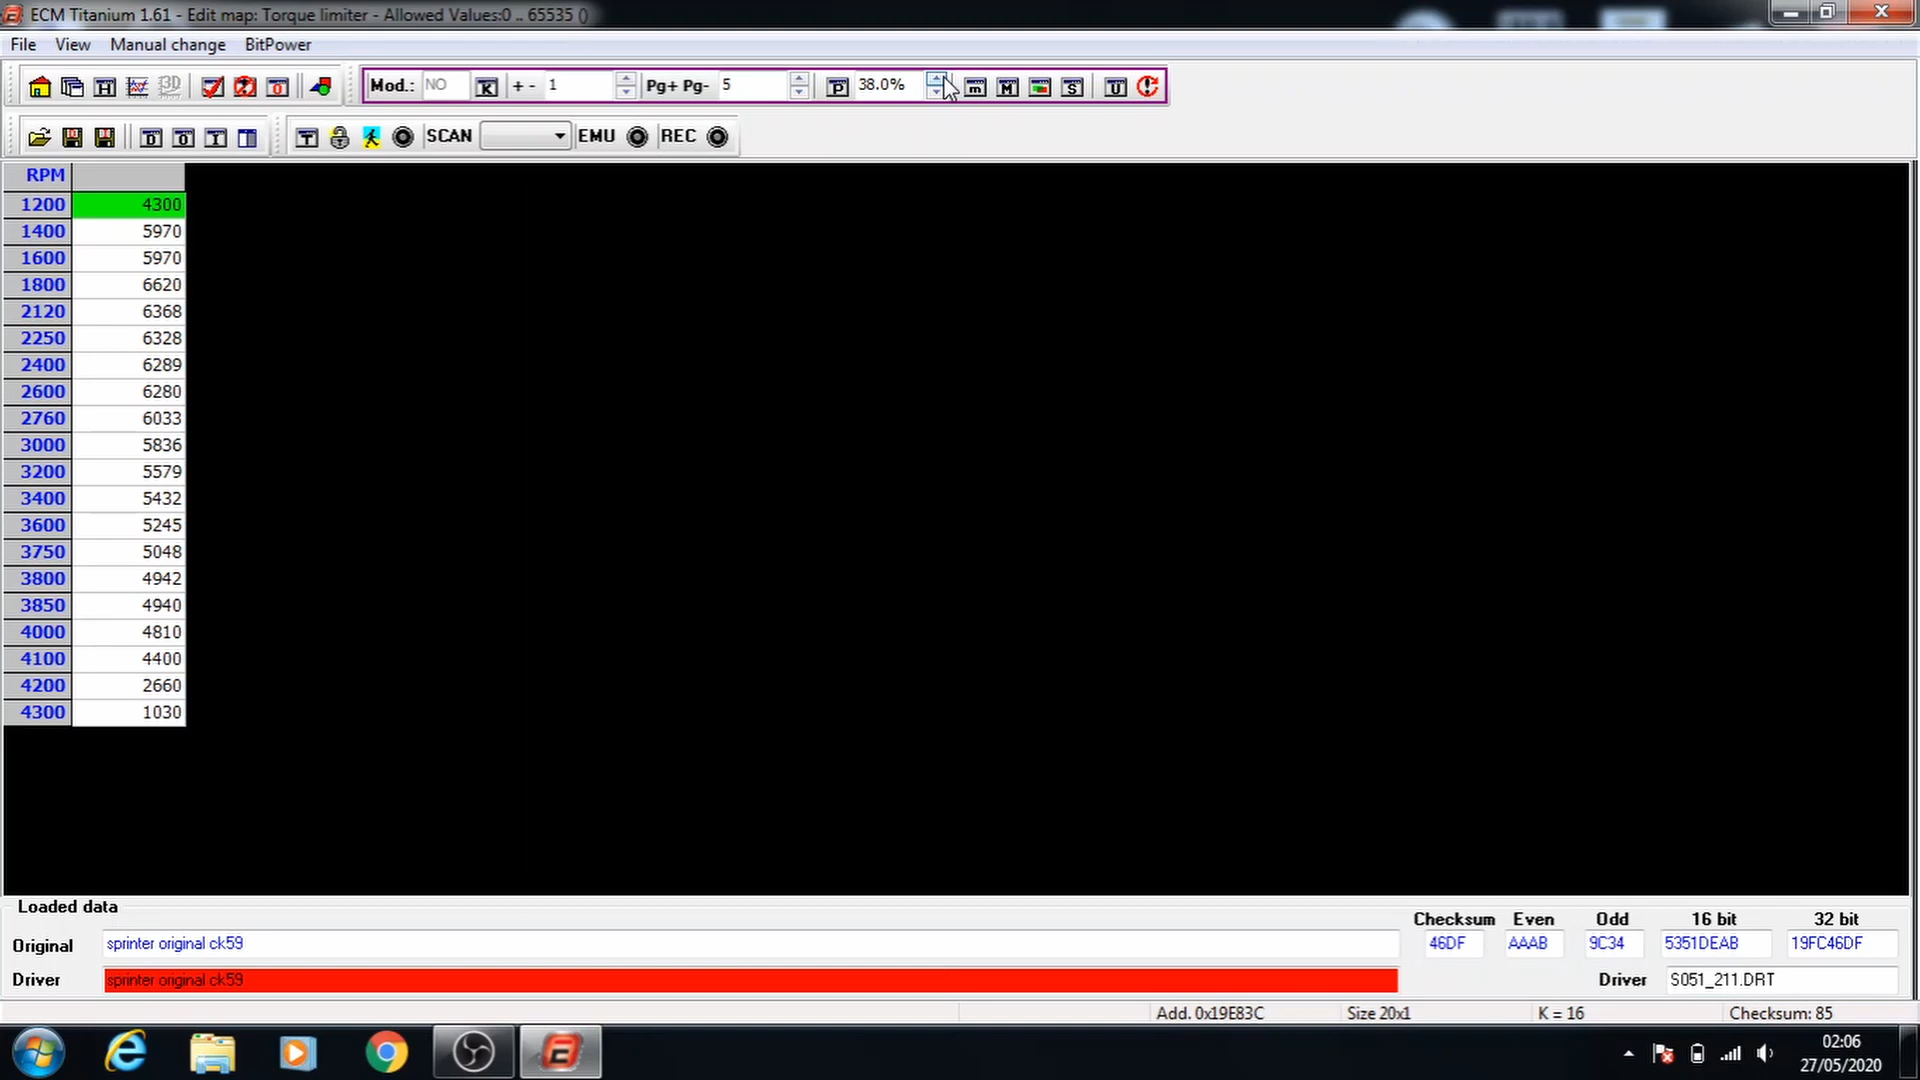 ECM Titanium 1.61 - Edit map: Torque limiter - Allowed Values:0 .. 65535 ()
File View Manual change BitPower
H 3D O Mod.: NO K + - 1 Pg+ Pg- 5 P 38.0% m M S U
D O I T SCAN EMU REC
RPM
1200 4300
1400 5970
1600 5970
1800 6620
2120 6368
2250 6328
2400 6289
2600 6280
2760 6033
3000 5836
3200 5579
3400 5432
3600 5245
3750 5048
3800 4942
3850 4940
4000 4810
4100 4400
4200 2660
4300 1030
Loaded data
Checksum Even Odd 16 bit 32 bit
Original sprinter original ck59 46DF AAAB 9C34 5351DEAB 19FC46DF
Driver sprinter original ck59 Driver S051_211.DRT
Add. 0x19E83C Size 20x1 K = 16 Checksum: 85
02:06
27/05/2020